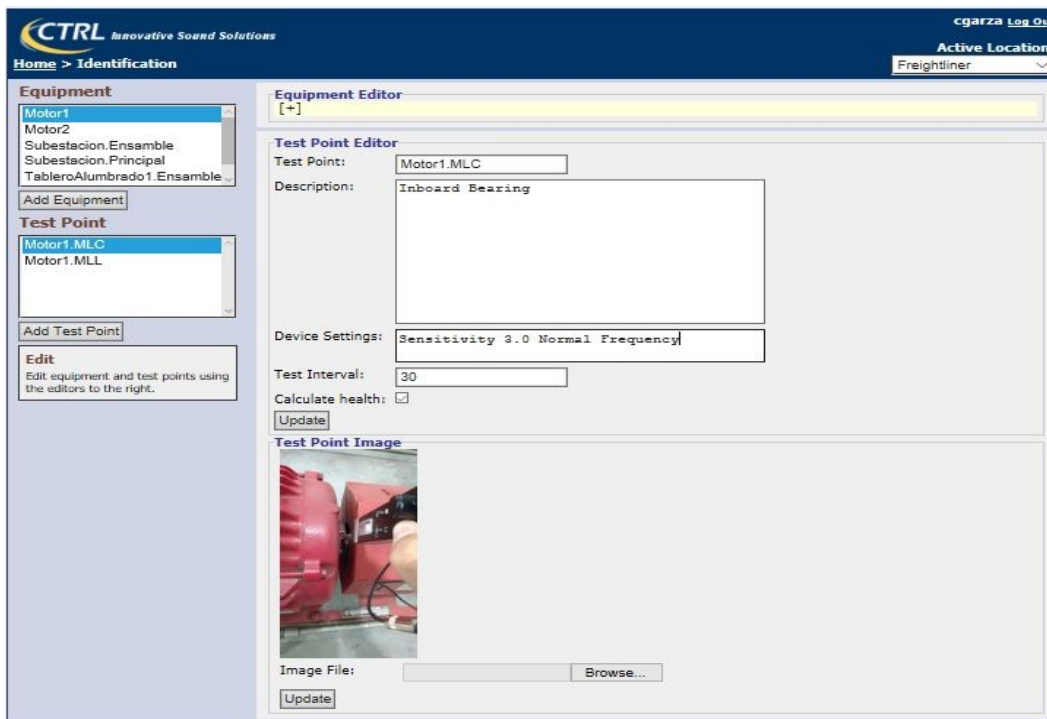 CTRL Innovative Sound Solutions
cgarza Log Ou
Home > Identification
Active Location
Freightliner
Equipment
Motor1
Motor2
Subestacion.Ensamble
Subestacion.Principal
TableroAlumbrado1.Ensamble
Add Equipment
Test Point
Motor1.MLC
Motor1.MLL
Add Test Point
Edit
Edit equipment and test points using
the editors to the right.
Equipment Editor
[+]
Test Point Editor
Test Point: Motor1.MLC
Description: Inboard Bearing
Device Settings: Sensitivity 3.0 Normal Frequency
Test Interval: 30
Calculate health:
Update
Test Point Image
Image File: Browse...
Update